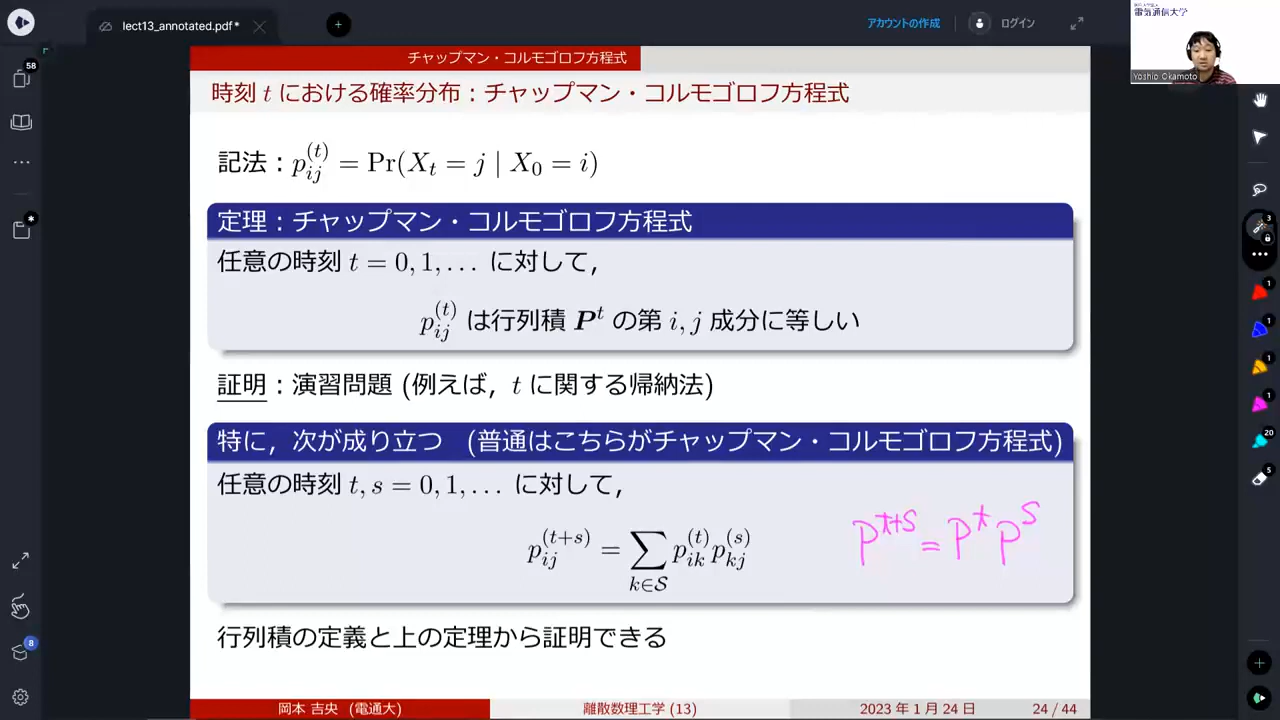 lect13_annotated.pdf*
アカウントの作成
ログイン
電気通信大学
Yoshio Okamoto
58
チャップマン・コルモゴロフ方程式
時刻 t における確率分布：チャップマン・コルモゴロフ方程式
記法：p_{ij}^{(t)} = Pr(X_t = j | X_0 = i)
定理：チャップマン・コルモゴロフ方程式
任意の時刻 t = 0, 1, . . . に対して，
p_{ij}^{(t)} は行列積 P^t の第 i, j 成分に等しい
証明：演習問題 (例えば，t に関する帰納法)
特に，次が成り立つ (普通はこちらがチャップマン・コルモゴロフ方程式)
任意の時刻 t, s = 0, 1, . . . に対して，
p_{ij}^{(t+s)} = ∑_{k∈S} p_{ik}^{(t)} p_{kj}^{(s)}
P^{t+s} = P^t P^s
行列積の定義と上の定理から証明できる
岡本 吉央 (電通大)
離散数理工学 (13)
2023 年 1 月 24 日
24 / 44
3
1
1
1
1
20
5
8